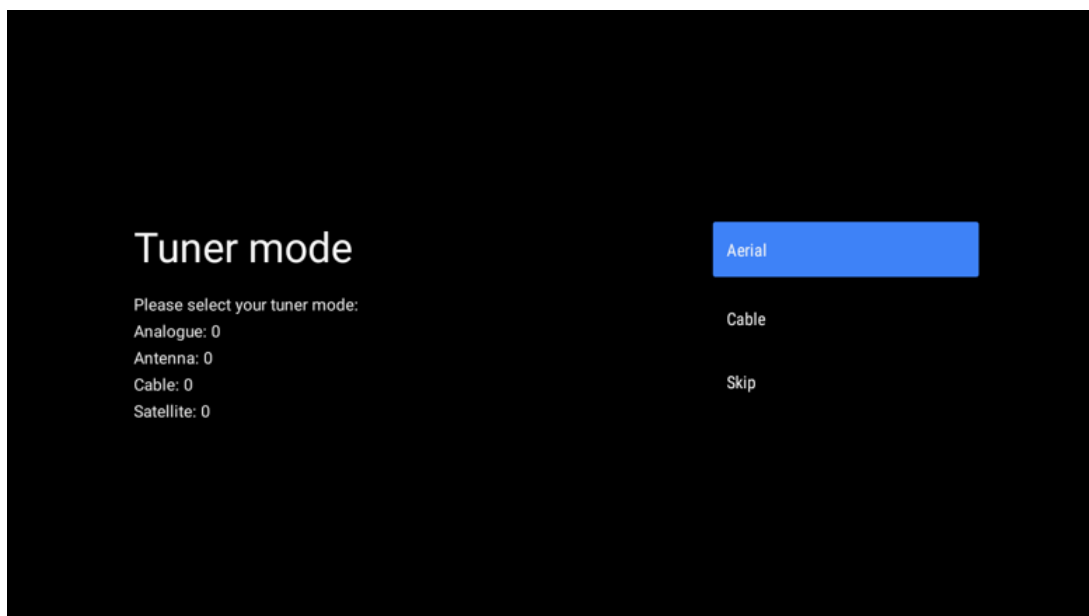 Tuner mode
Please select your tuner mode:
Analogue: 0
Antenna: 0
Cable: 0
Satellite: 0
Aerial
Cable
Skip